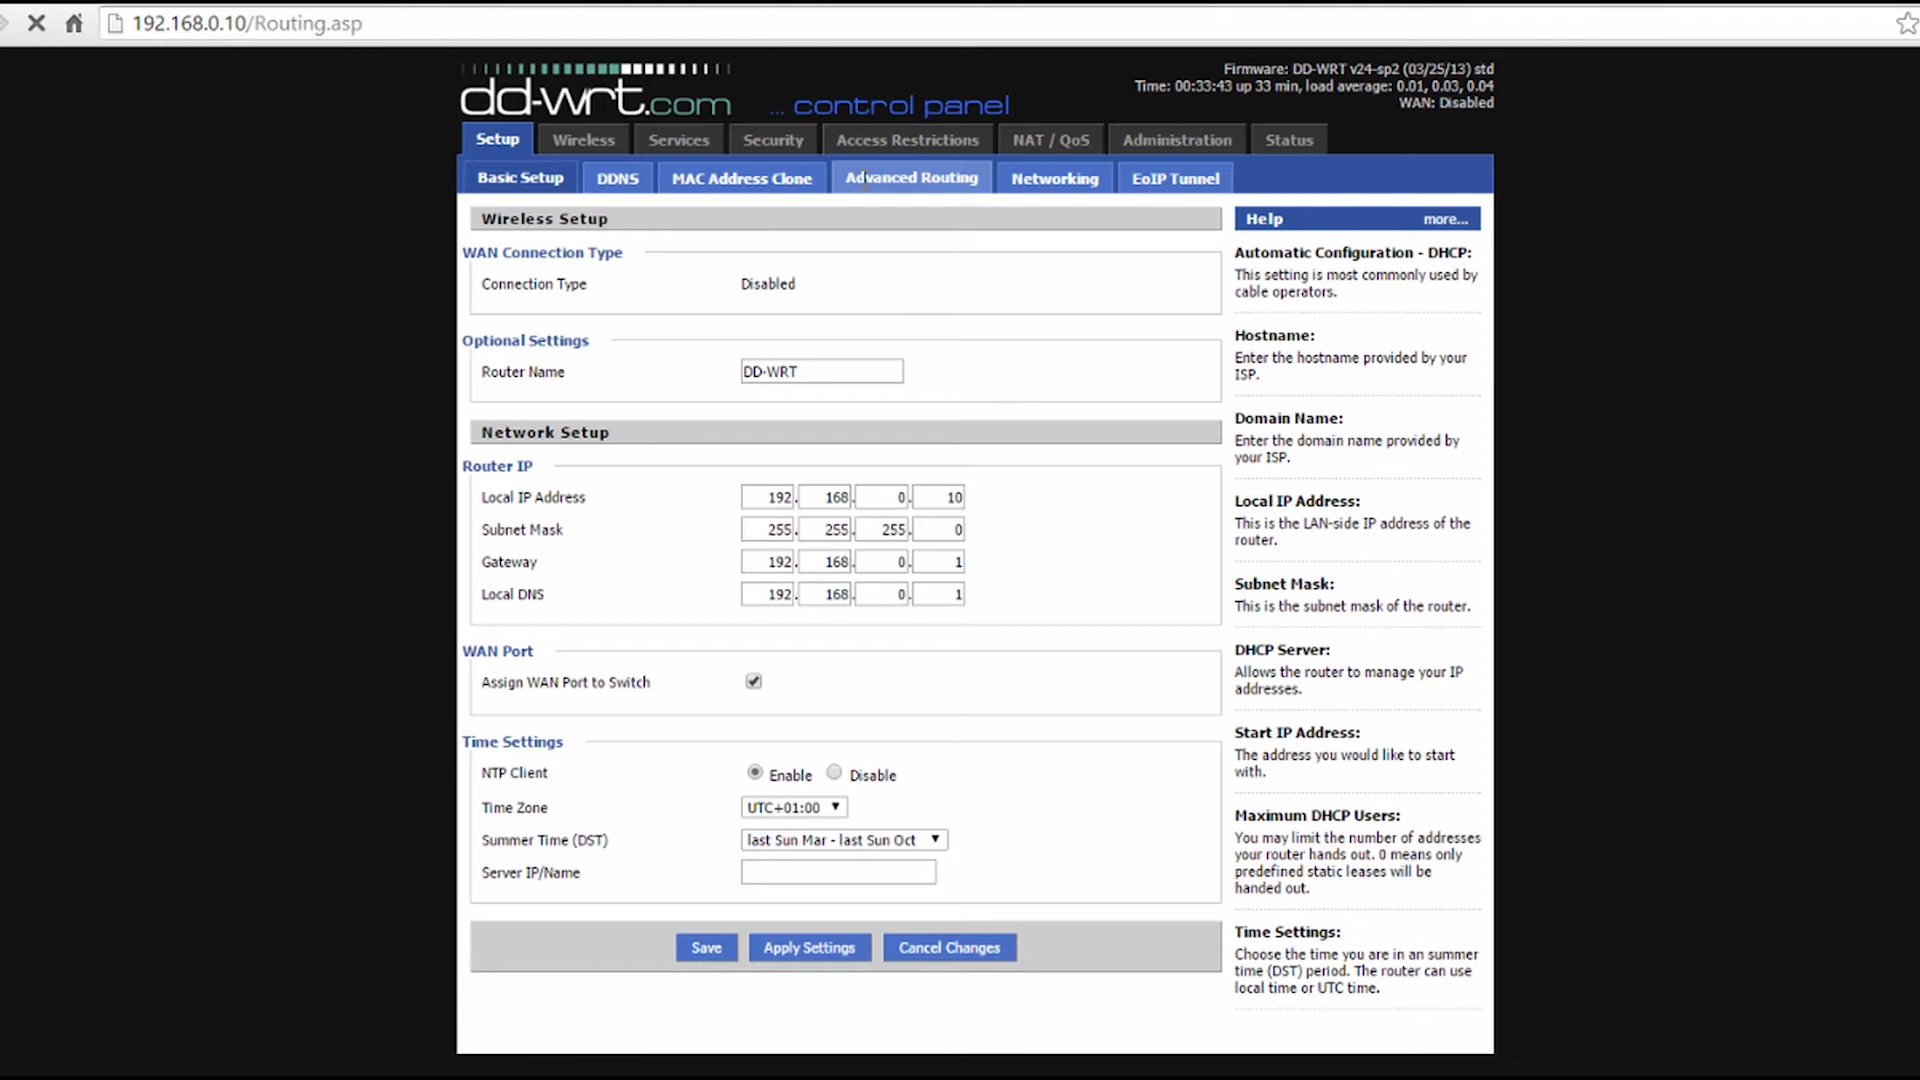 192.168.0.10/Routing.asp
Firmware: DD-WRT v24-sp2 (03/25/13) std
Time: 00:33:43 up 33 min, load average: 0.01, 0.03, 0.04
WAN: Disabled
dd-wrt.com ... control panel
Setup Wireless Services Security Access Restrictions NAT / QoS Administration Status
Basic Setup DDNS MAC Address Clone Advanced Routing Networking EoIP Tunnel
Wireless Setup
WAN Connection Type
Connection Type Disabled
Optional Settings
Router Name DD-WRT
Network Setup
Router IP
Local IP Address 192. 168. 0. 10
Subnet Mask 255. 255. 255. 0
Gateway 192. 168. 0. 1
Local DNS 192. 168. 0. 1
WAN Port
Assign WAN Port to Switch
Time Settings
NTP Client Enable Disable
Time Zone UTC+01:00
Summer Time (DST) last Sun Mar - last Sun Oct
Server IP/Name
Save Apply Settings Cancel Changes
Help more...
Automatic Configuration - DHCP:
This setting is most commonly used by
cable operators.
Hostname:
Enter the hostname provided by your
ISP.
Domain Name:
Enter the domain name provided by
your ISP.
Local IP Address:
This is the LAN-side IP address of the
router.
Subnet Mask:
This is the subnet mask of the router.
DHCP Server:
Allows the router to manage your IP
addresses.
Start IP Address:
The address you would like to start
with.
Maximum DHCP Users:
You may limit the number of addresses
your router hands out. 0 means only
predefined static leases will be
handed out.
Time Settings:
Choose the time you are in an summer
time (DST) period. The router can use
local time or UTC time.